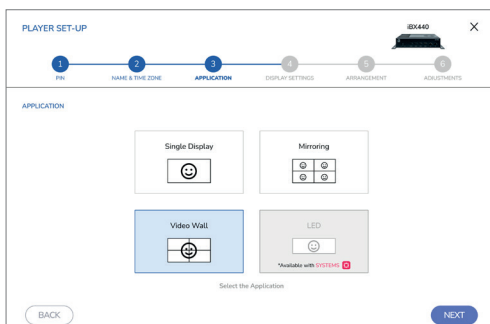 PLAYER SET-UP
iBX440
X
1 2 3 4 5 6
PIN NAME & TIME ZONE APPLICATION DISPLAY SETTINGS ARRANGEMENT ADJUSTMENTS
APPLICATION
Single Display Mirroring
Video Wall LED
*Available with SYSTEMS
Select the Application
BACK NEXT